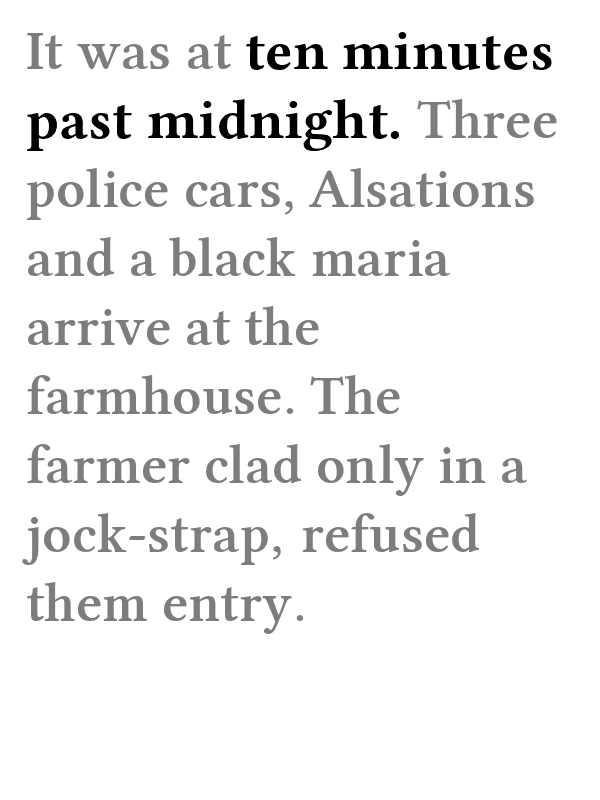 It was at ten minutes
past midnight. Three
police cars, Alsations
and a black maria
arrive at the
farmhouse. The
farmer clad only in a
jock-strap, refused
them entry.